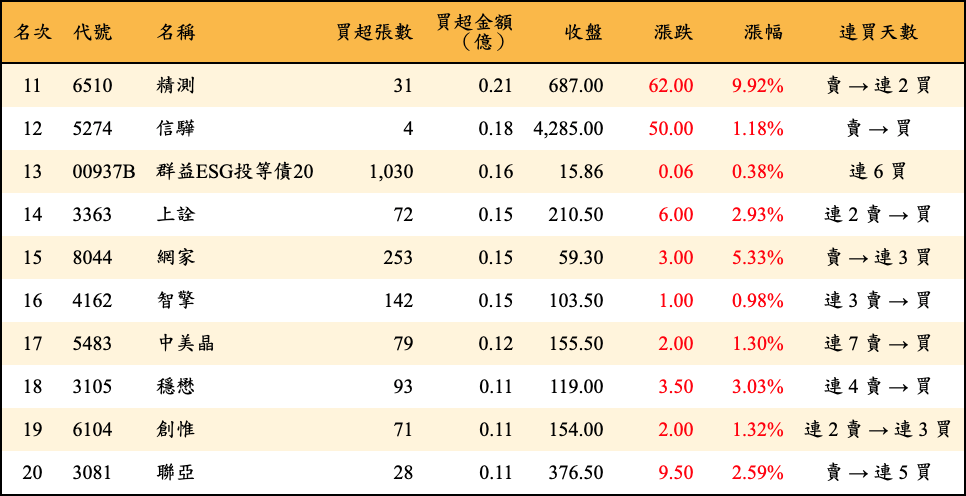 名次 代號 名稱 買超張數 買超金額（億） 收盤 漲跌 漲幅 連買天數
11 6510 精測 31 0.21 687.00 62.00 9.92% 賣 → 連 2 買
12 5274 信驊 4 0.18 4,285.00 50.00 1.18% 賣 → 買
13 00937B 群益ESG投等債20 1,030 0.16 15.86 0.06 0.38% 連 6 買
14 3363 上詮 72 0.15 210.50 6.00 2.93% 連 2 賣 → 買
15 8044 網家 253 0.15 59.30 3.00 5.33% 賣 → 連 3 買
16 4162 智擎 142 0.15 103.50 1.00 0.98% 連 3 賣 → 買
17 5483 中美晶 79 0.12 155.50 2.00 1.30% 連 7 賣 → 買
18 3105 穩懋 93 0.11 119.00 3.50 3.03% 連 4 賣 → 買
19 6104 創惟 71 0.11 154.00 2.00 1.32% 連 2 賣 → 連 3 買
20 3081 聯亞 28 0.11 376.50 9.50 2.59% 賣 → 連 5 買